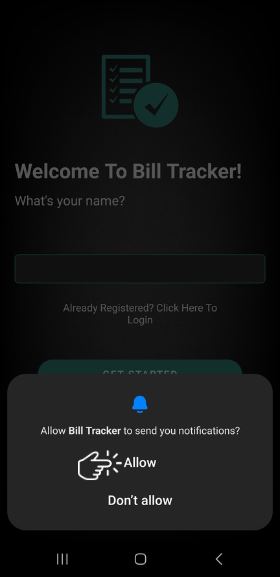 Welcome To Bill Tracker!
What's your name?
Already Registered? Click Here To
Login
GET STARTED
Allow Bill Tracker to send you notifications?
Allow
Don't allow